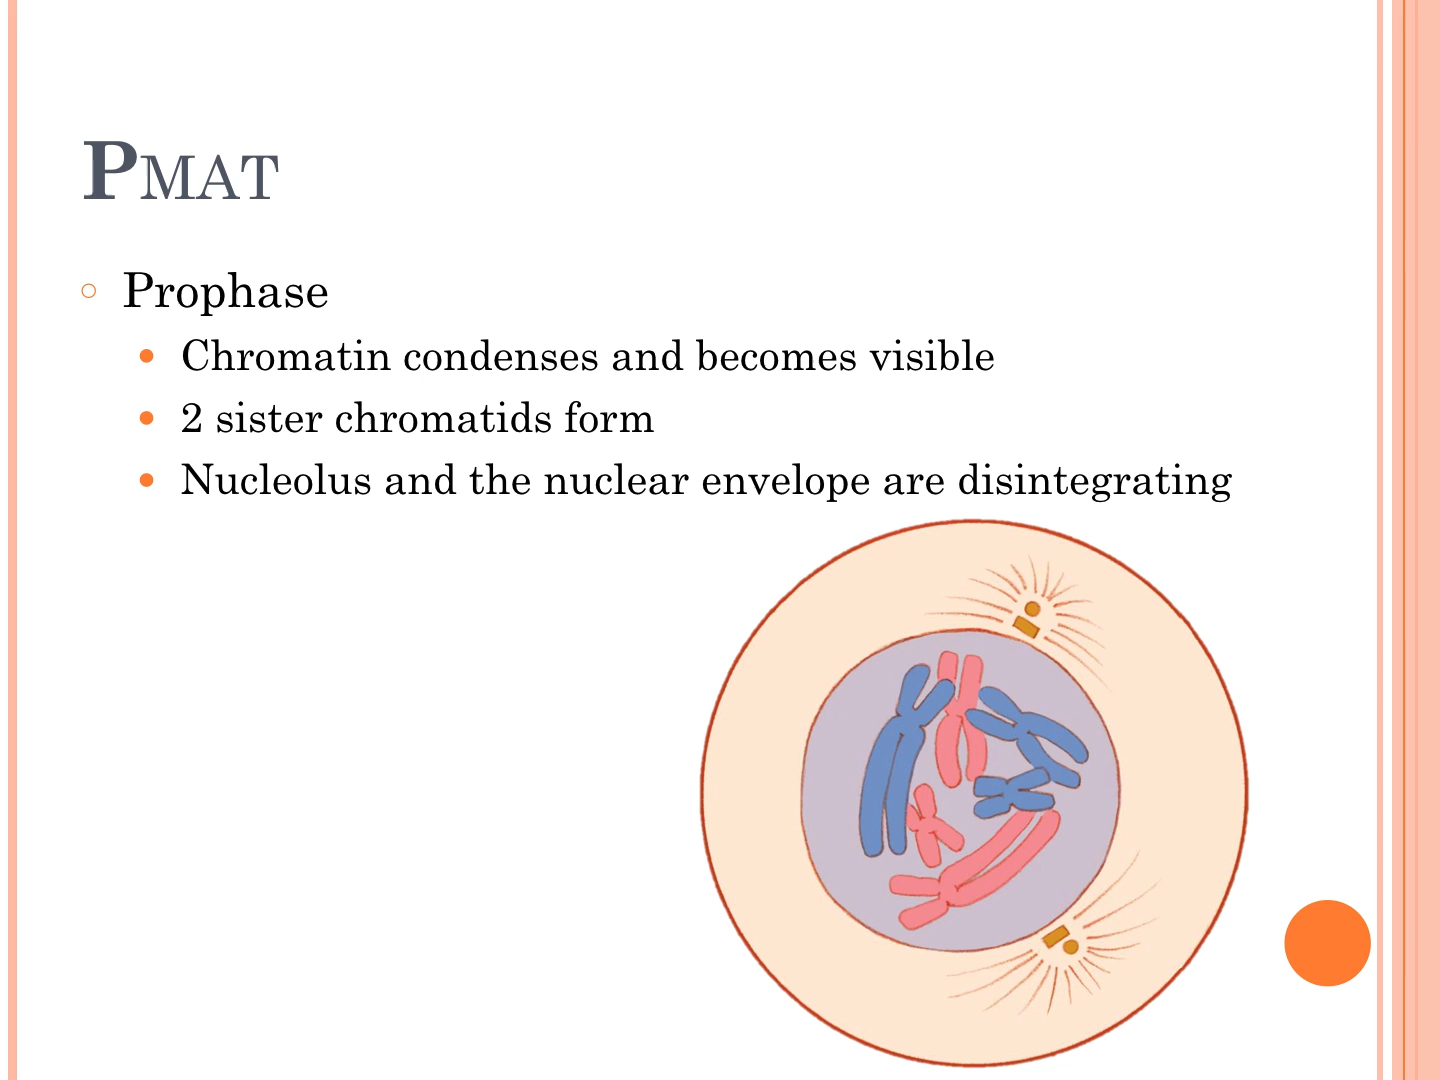 PMAT
Prophase
Chromatin condenses and becomes visible
2 sister chromatids form
Nucleolus and the nuclear envelope are disintegrating